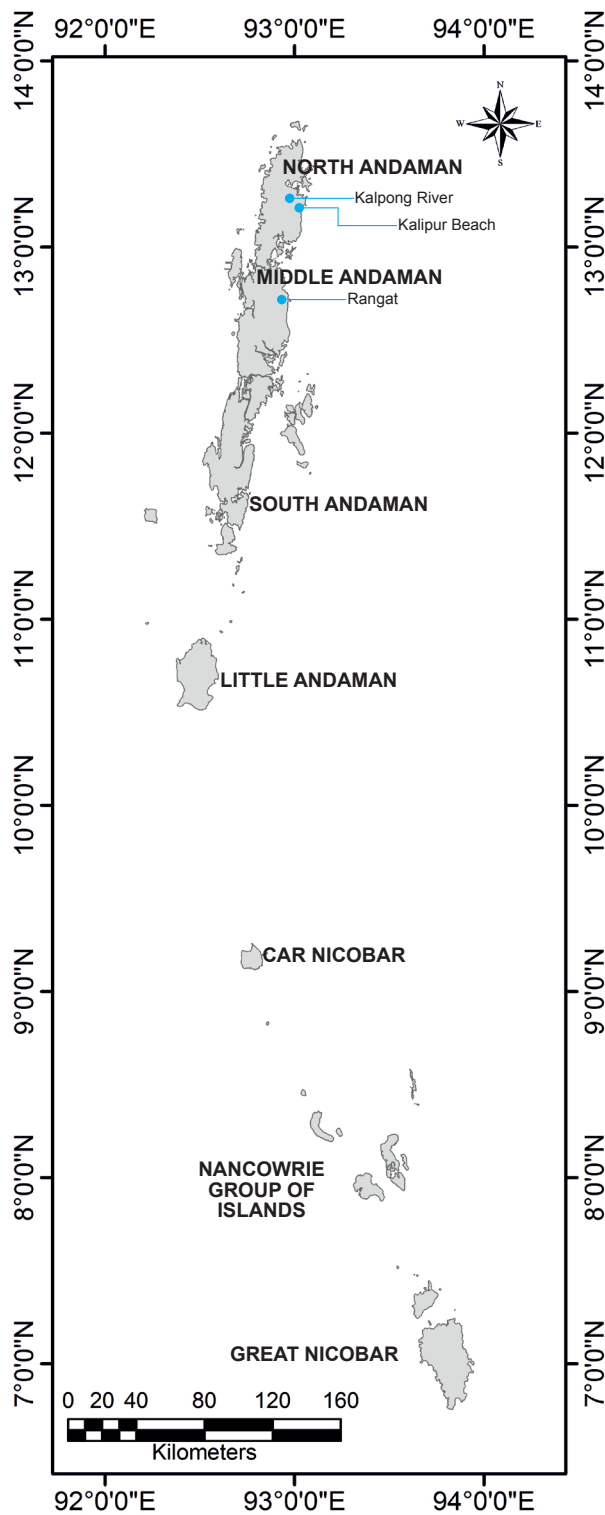 92°0'0"E 93°0'0"E 94°0'0"E
14°0'0"N 14°0'0"N
N
W E
S
NORTH ANDAMAN
Kalpong River
Kalipur Beach
13°0'0"N 13°0'0"N
MIDDLE ANDAMAN
Rangat
12°0'0"N 12°0'0"N
SOUTH ANDAMAN
11°0'0"N 11°0'0"N
LITTLE ANDAMAN
10°0'0"N 10°0'0"N
CAR NICOBAR
9°0'0"N 9°0'0"N
NANCOWRIE
GROUP OF
ISLANDS
8°0'0"N 8°0'0"N
GREAT NICOBAR
7°0'0"N 7°0'0"N
0 20 40 80 120 160
Kilometers
92°0'0"E 93°0'0"E 94°0'0"E